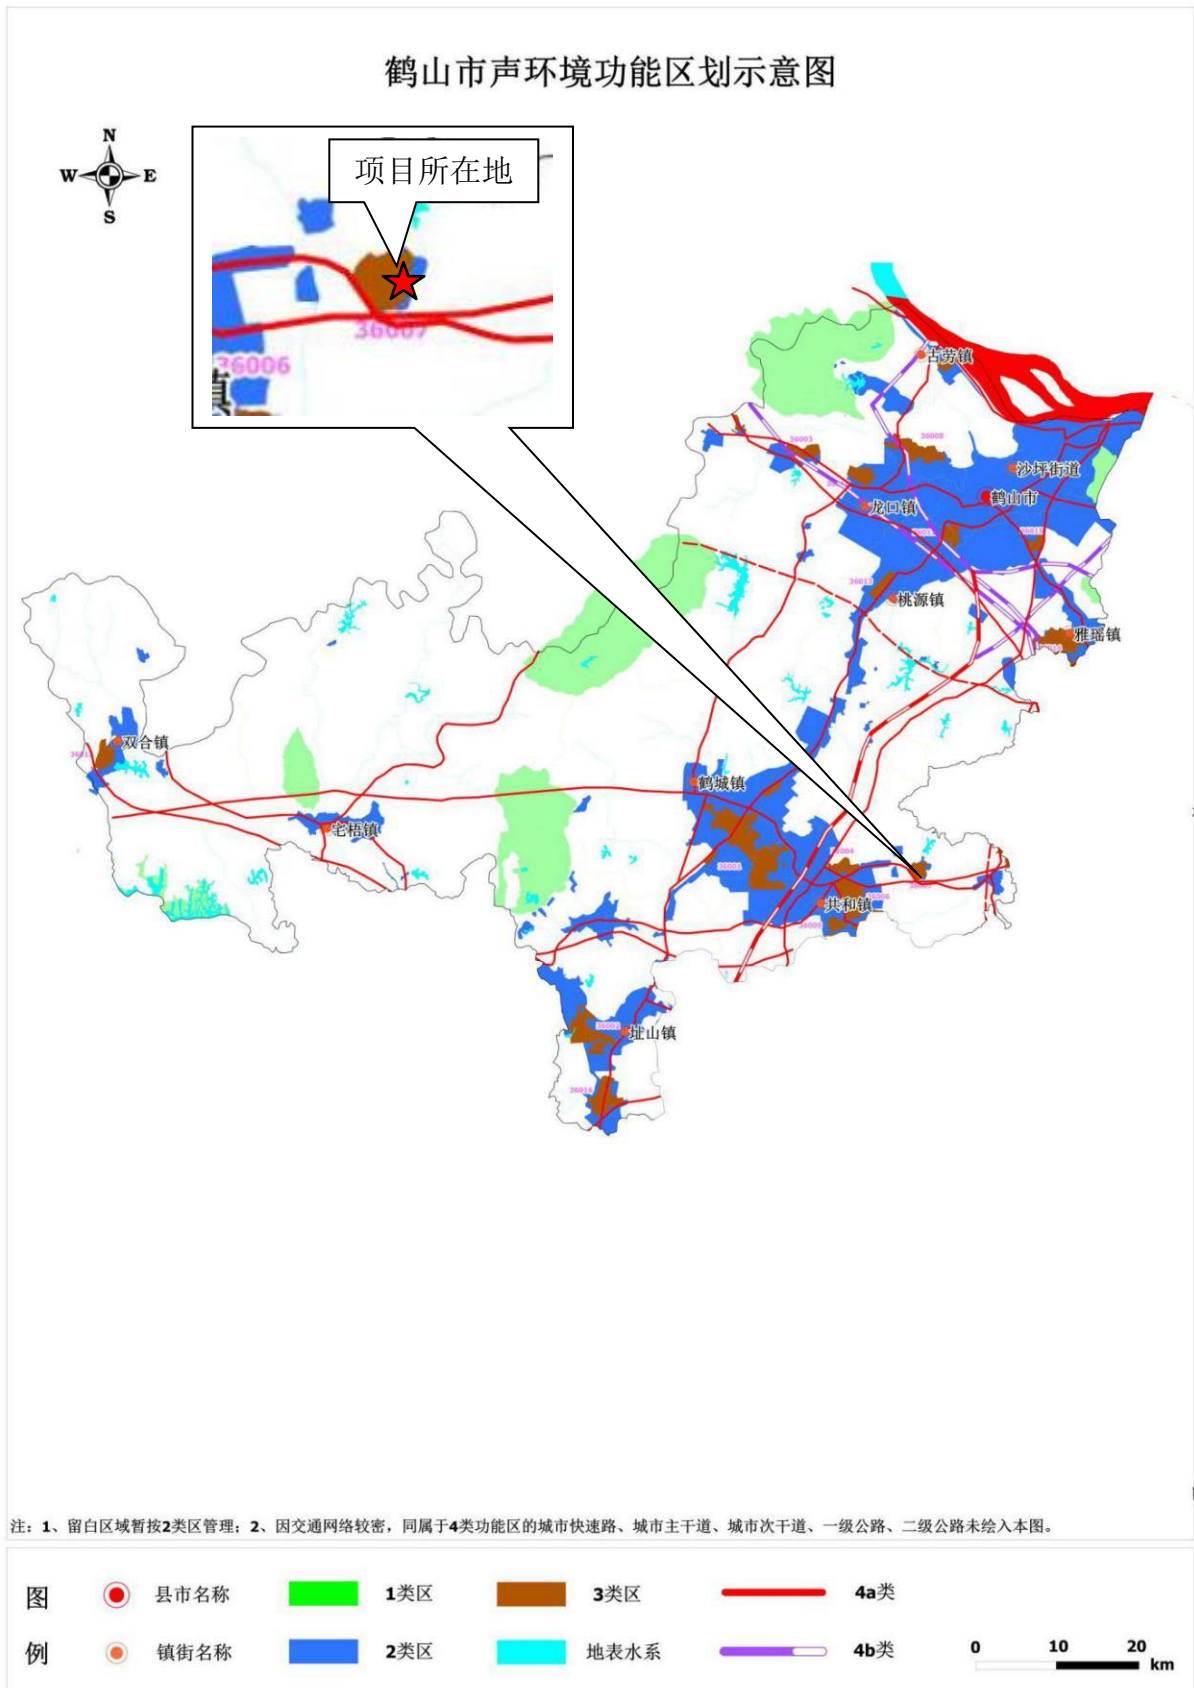 鹤山市声环境功能区划示意图
N
W E
S
项目所在地
36007
36006
镇
古劳镇
36003
36008
沙坪街道
鹤山市
龙口镇
36012
桃源镇
雅瑶镇
双合镇
鹤城镇
宅梧镇
36001
共和镇
36005
址山镇
36014
注：1、留白区域暂按2类区管理；2、因交通网络较密，同属于4类功能区的城市快速路、城市主干道、城市次干道、一级公路、二级公路未绘入本图。
图 县市名称 1类区 3类区 4a类
例 镇街名称 2类区 地表水系 4b类
0 10 20
km